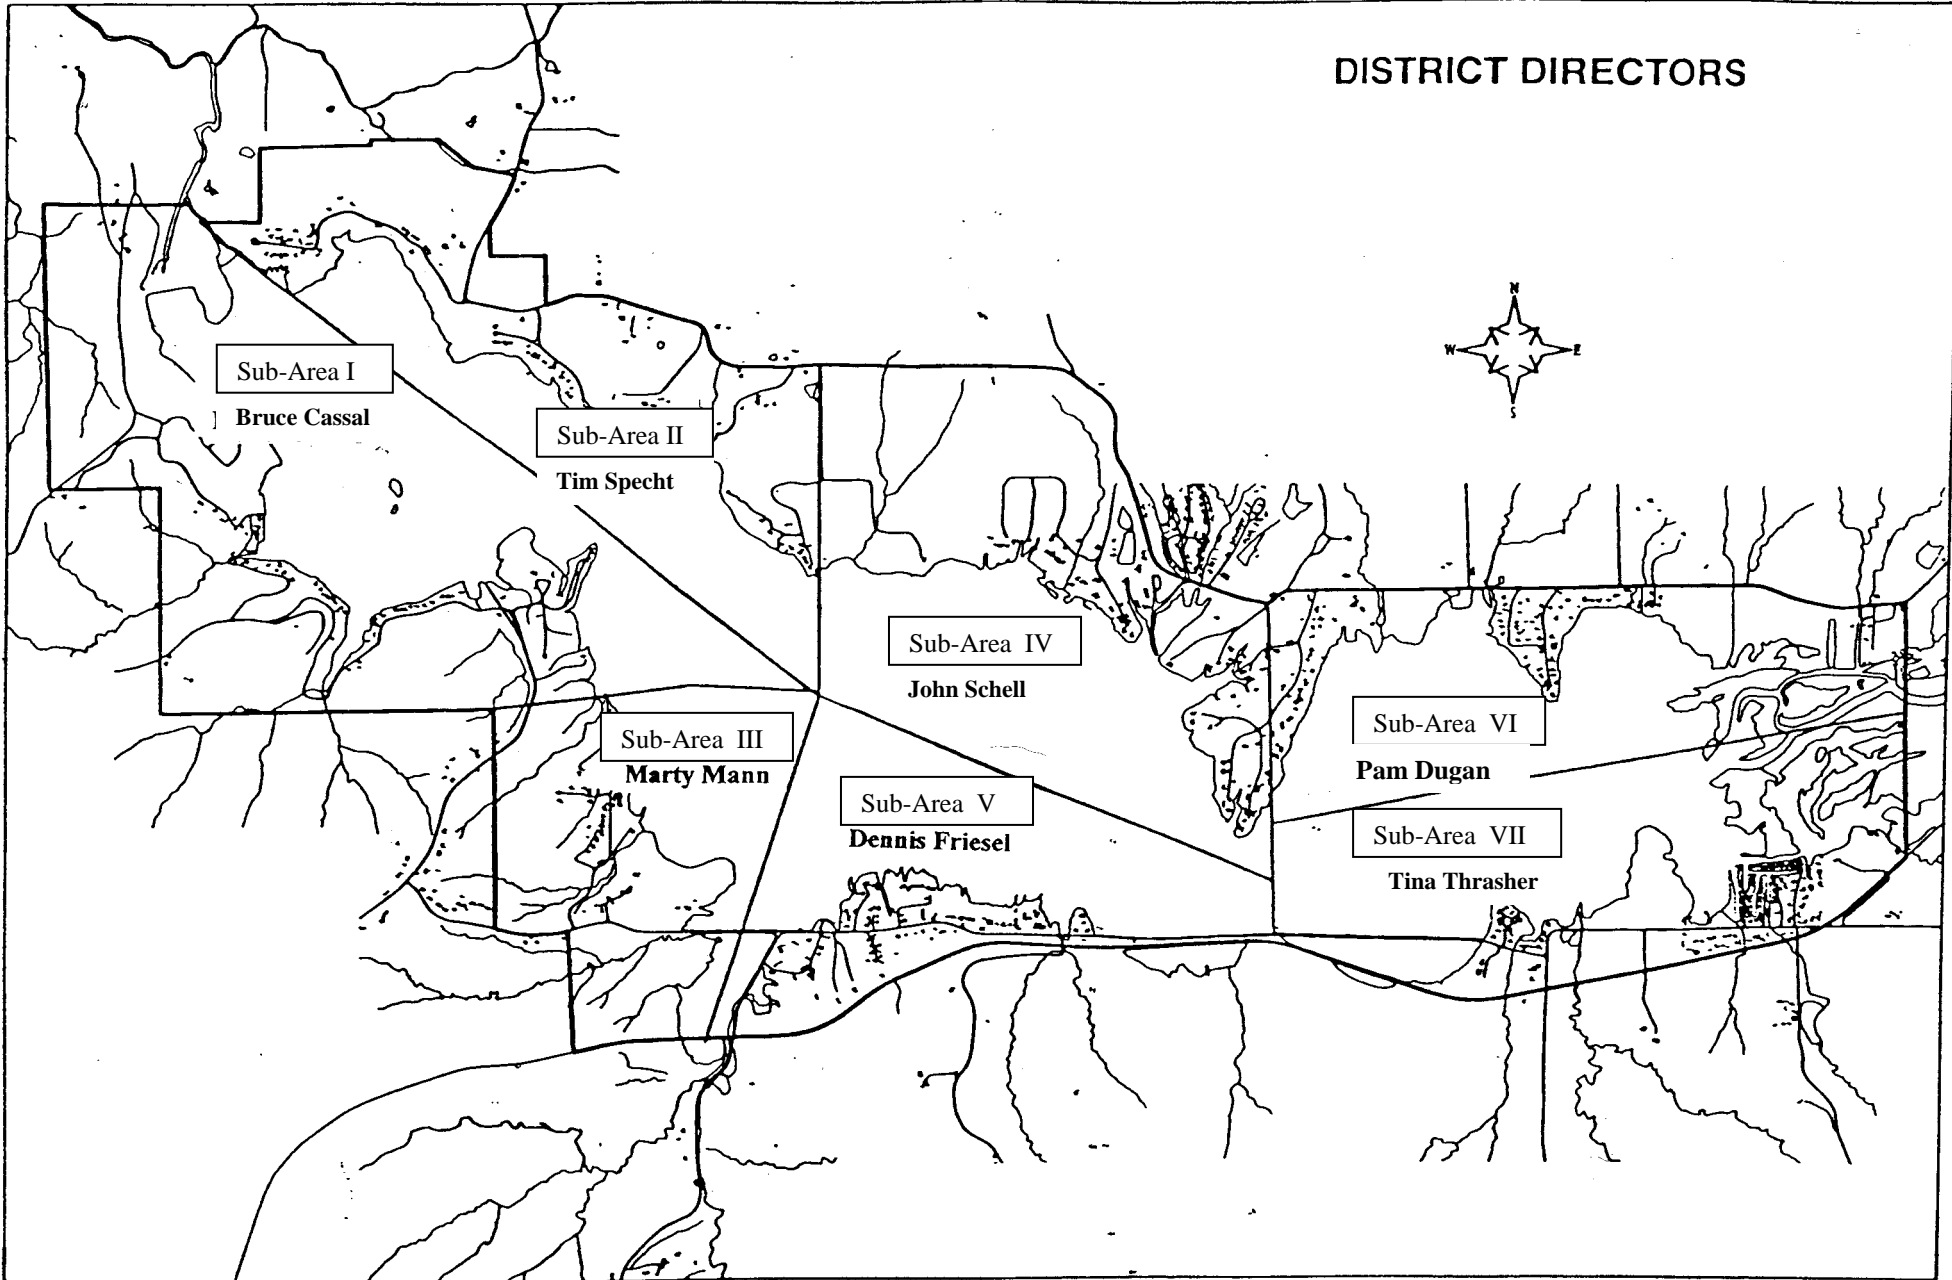 DISTRICT DIRECTORS
N
W E
S
Sub-Area I
Bruce Cassal
Sub-Area II
Tim Specht
Sub-Area IV
John Schell
Sub-Area III
Marty Mann
Sub-Area VI
Pam Dugan
Sub-Area V
Dennis Friesel
Sub-Area VII
Tina Thrasher